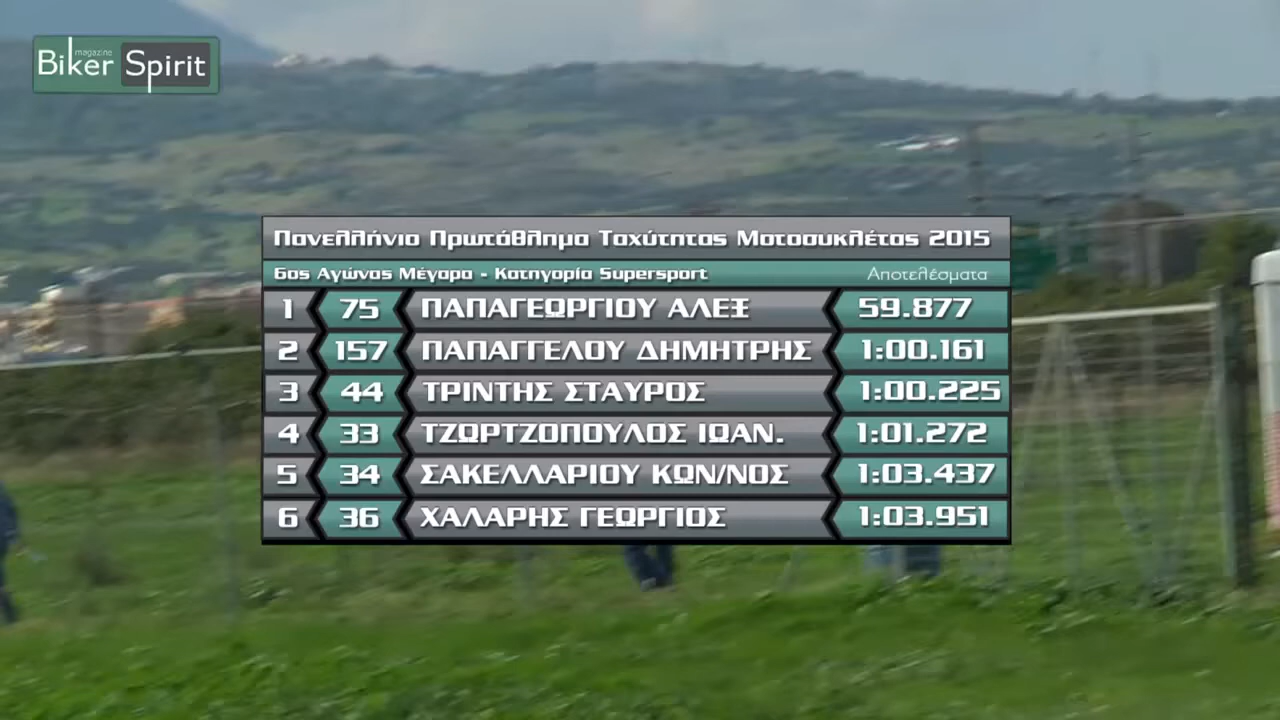 Biker magazine Spirit
Πανελλήνιο Πρωτάθλημα Ταχύτητας Μοτοσυκλέτας 2015
6ος Αγώνας Μέγαρα - Κατηγορία Supersport Αποτελέσματα
1 75 ΠΑΠΑΓΕΩΡΓΙΟΥ ΑΛΕΞ 59.877
2 157 ΠΑΠΑΓΓΕΛΟΥ ΔΗΜΗΤΡΗΣ 1:00.161
3 44 ΤΡΙΝΤΗΣ ΣΤΑΥΡΟΣ 1:00.225
4 33 ΤΖΩΡΤΖΟΠΟΥΛΟΣ ΙΩΑΝ. 1:01.272
5 34 ΣΑΚΕΛΛΑΡΙΟΥ ΚΩΝ/ΝΟΣ 1:03.437
6 36 ΧΑΛΑΡΗΣ ΓΕΩΡΓΙΟΣ 1:03.951